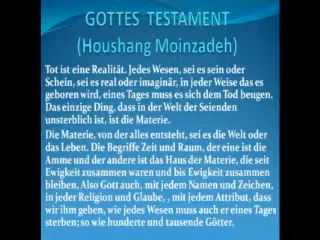 GOTTES TESTAMENT
(Houshang Moinzadeh)
Tot ist eine Realität. Jedes Wesen, sei es sein oder
Schein, sei es real oder imaginär, in jeder Weise das es
geboren wird, eines Tages muss es sich dem Tod beugen.
Das einzige Ding, dass in der Welt der Seienden
unsterblich ist, ist die Materie.
Die Materie, von der alles entsteht, sei es die Welt oder
das Leben. Die Begriffe Zeit und Raum, der eine ist die
Amme und der andere ist das Haus der Materie, die seit
Ewigkeit zusammen waren und bis Ewigkeit zusammen
bleiben. Also Gott auch, mit jedem Namen und Zeichen,
in jeder Religion und Glaube, , mit jedem Attribut, dass
wir ihm geben, wie jedes Wesen muss auch er eines Tages
sterben; so wie hunderte und tausende Götter,